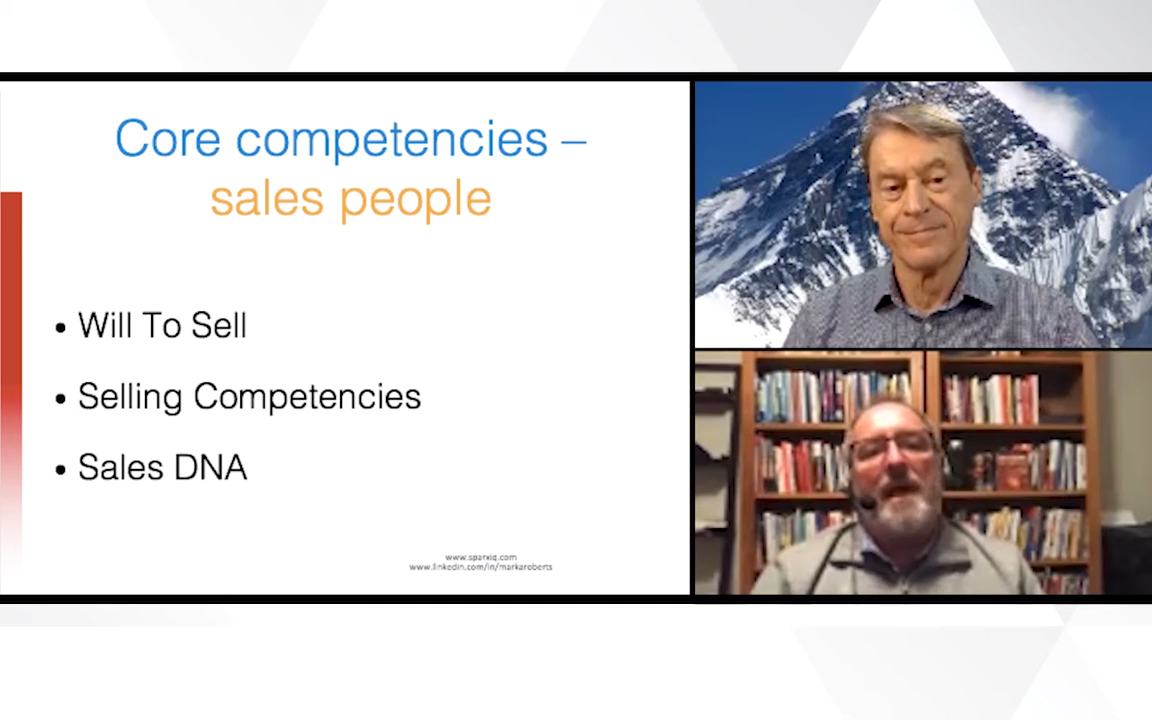 Core competencies –
sales people
• Will To Sell
• Selling Competencies
• Sales DNA
www.sparxiq.com
www.linkedin.com/in/markaroberts